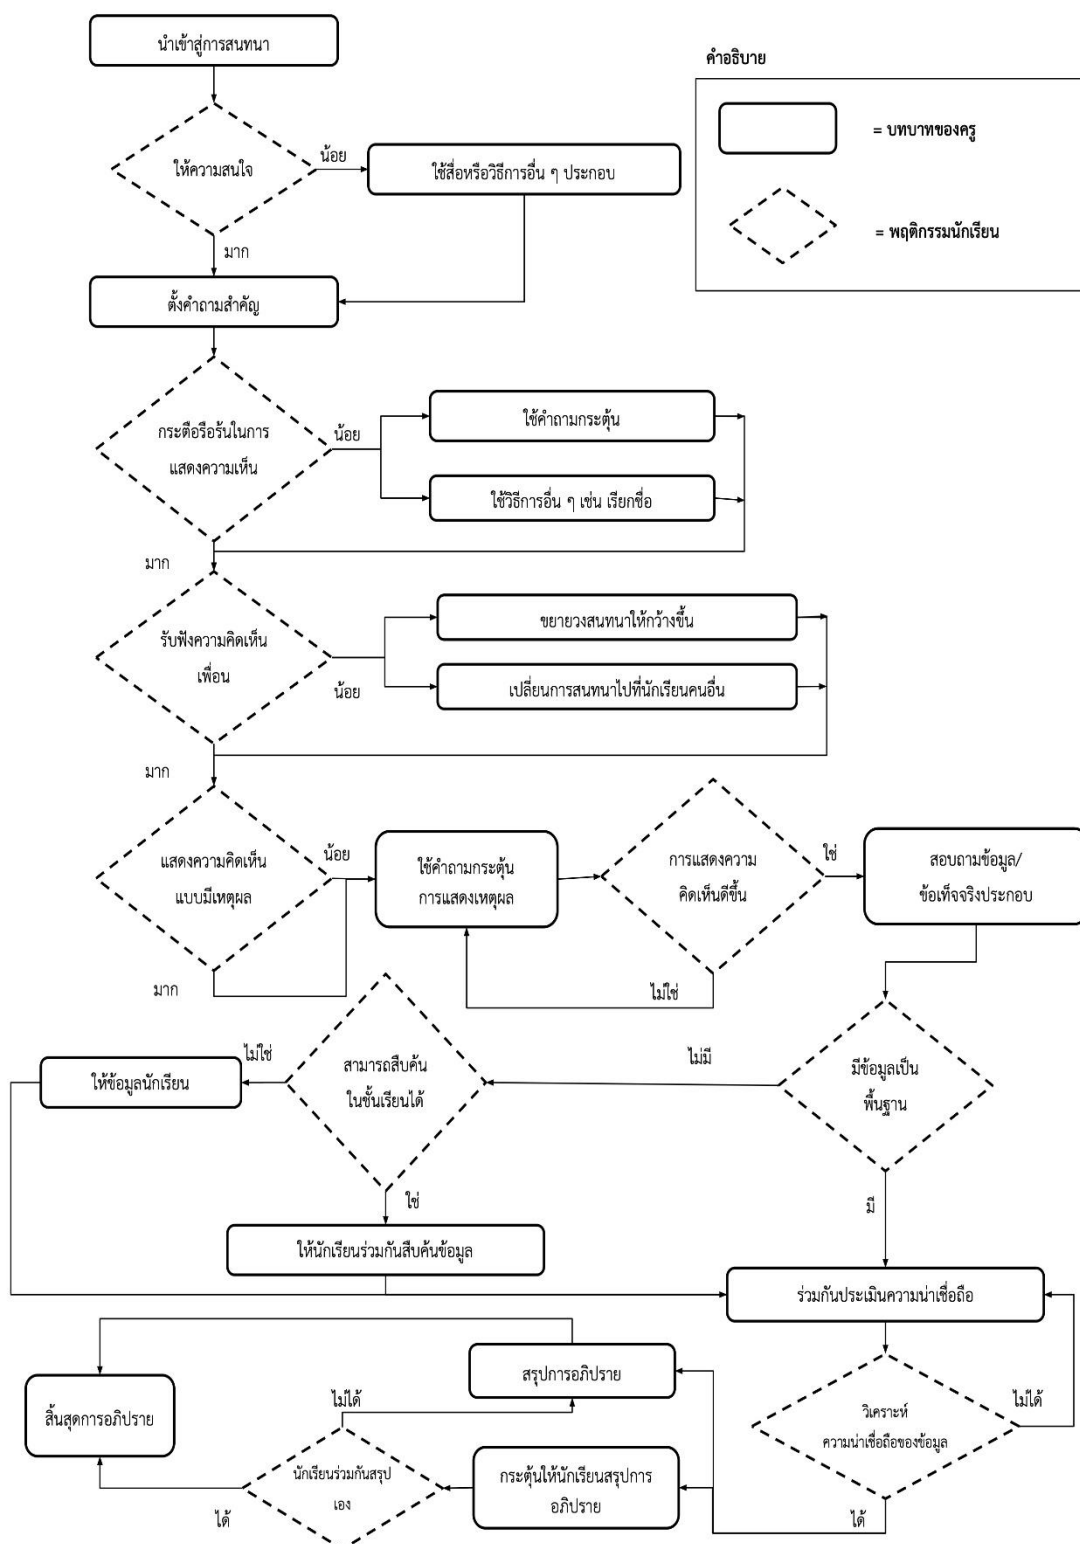 นำเข้าสู่การสนทนา
คำอธิบาย
= บทบาทของครู
= พฤติกรรมนักเรียน
ให้ความสนใจ
น้อย
ใช้สื่อหรือวิธีการอื่น ๆ ประกอบ
มาก
ตั้งคำถามสำคัญ
กระตือรือร้นในการ
แสดงความเห็น
น้อย
ใช้คำถามกระตุ้น
ใช้วิธีการอื่น ๆ เช่น เรียกชื่อ
มาก
รับฟังความคิดเห็น
เพื่อน
น้อย
ขยายวงสนทนาให้กว้างขึ้น
เปลี่ยนการสนทนาไปที่นักเรียนคนอื่น
มาก
แสดงความคิดเห็น
แบบมีเหตุผล
น้อย
มาก
ใช้คำถามกระตุ้น
การแสดงเหตุผล
การแสดงความ
คิดเห็นดีขึ้น
ใช่
ไม่ใช่
สอบถามข้อมูล/
ข้อเท็จจริงประกอบ
มีข้อมูลเป็น
พื้นฐาน
ไม่มี
มี
สามารถสืบค้น
ในชั้นเรียนได้
ไม่ใช่
ให้ข้อมูลนักเรียน
ใช่
ให้นักเรียนร่วมกันสืบค้นข้อมูล
ร่วมกันประเมินความน่าเชื่อถือ
วิเคราะห์
ความน่าเชื่อถือของข้อมูล
ไม่ได้
ได้
สรุปการอภิปราย
กระตุ้นให้นักเรียนสรุปการ
อภิปราย
นักเรียนร่วมกันสรุป
เอง
ไม่ได้
ได้
สิ้นสุดการอภิปราย